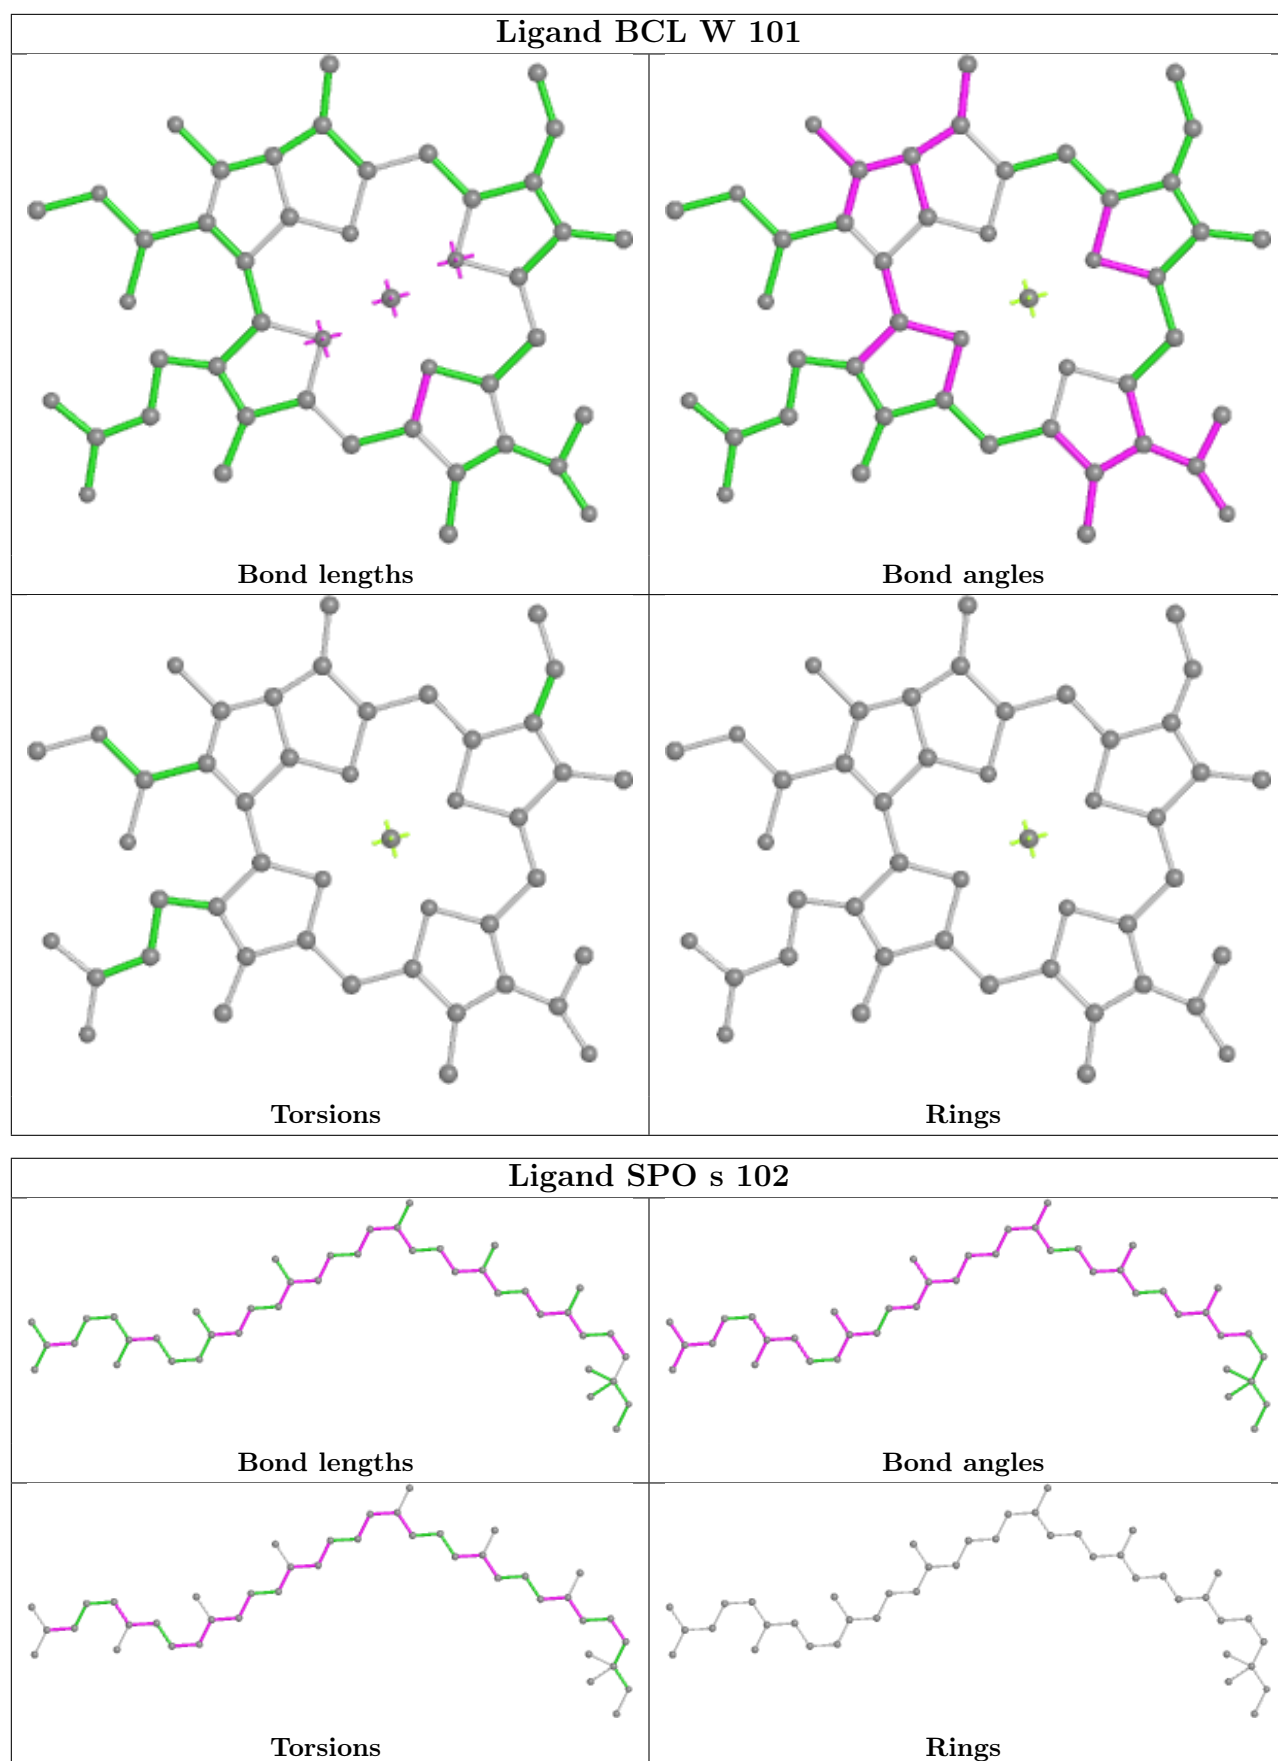 Ligand BCL W 101
Bond lengths
Bond angles
Torsions
Rings
Ligand SPO s 102
Bond lengths
Bond angles
Torsions
Rings